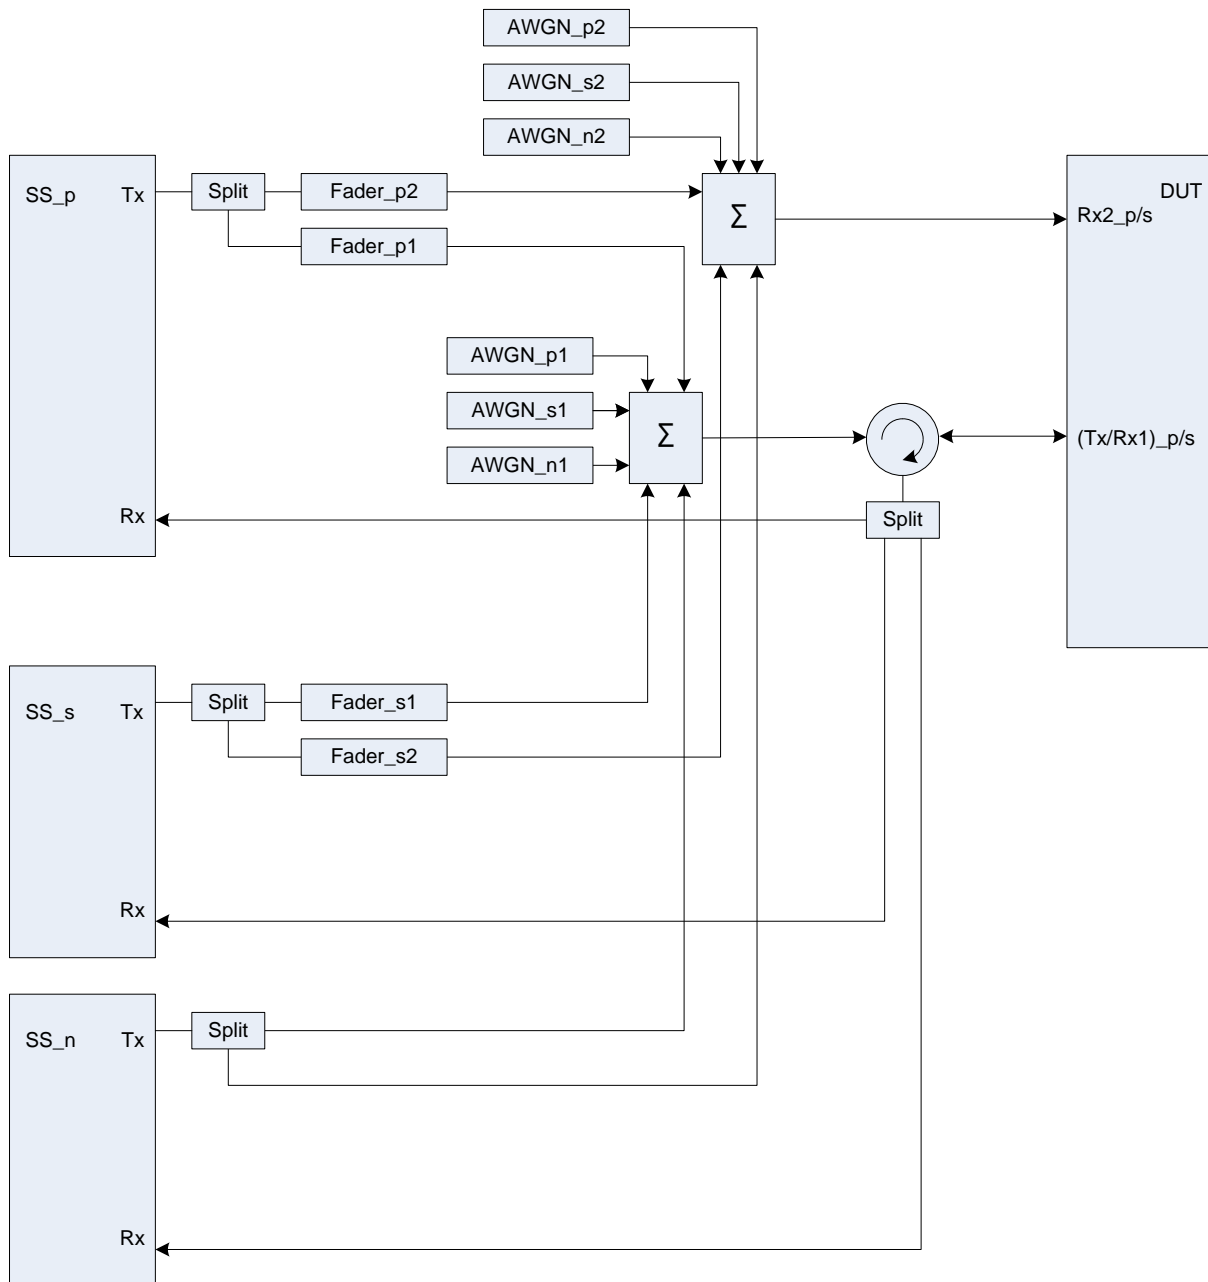 AWGN_p2
AWGN_s2
AWGN_n2
SS_p
Tx
Split
Fader_p2
Fader_p1
Σ
DUT
Rx2_p/s
AWGN_p1
AWGN_s1
AWGN_n1
Σ
(Tx/Rx1)_p/s
Rx
Split
SS_s
Tx
Split
Fader_s1
Fader_s2
Rx
SS_n
Tx
Split
Rx